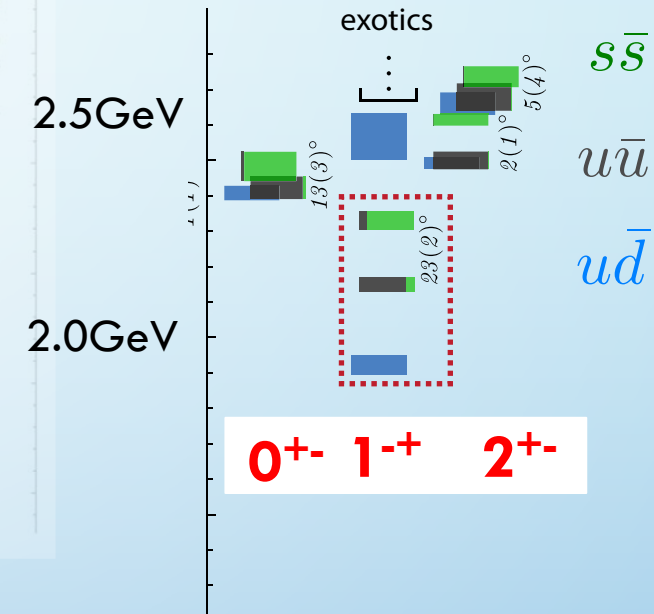 exotics
ss̄
2.5GeV
5(4)°
2(1)°
uū
13(3)°
23(2)°
ud̄
2.0GeV
0⁺⁻ 1⁻⁺ 2⁺⁻